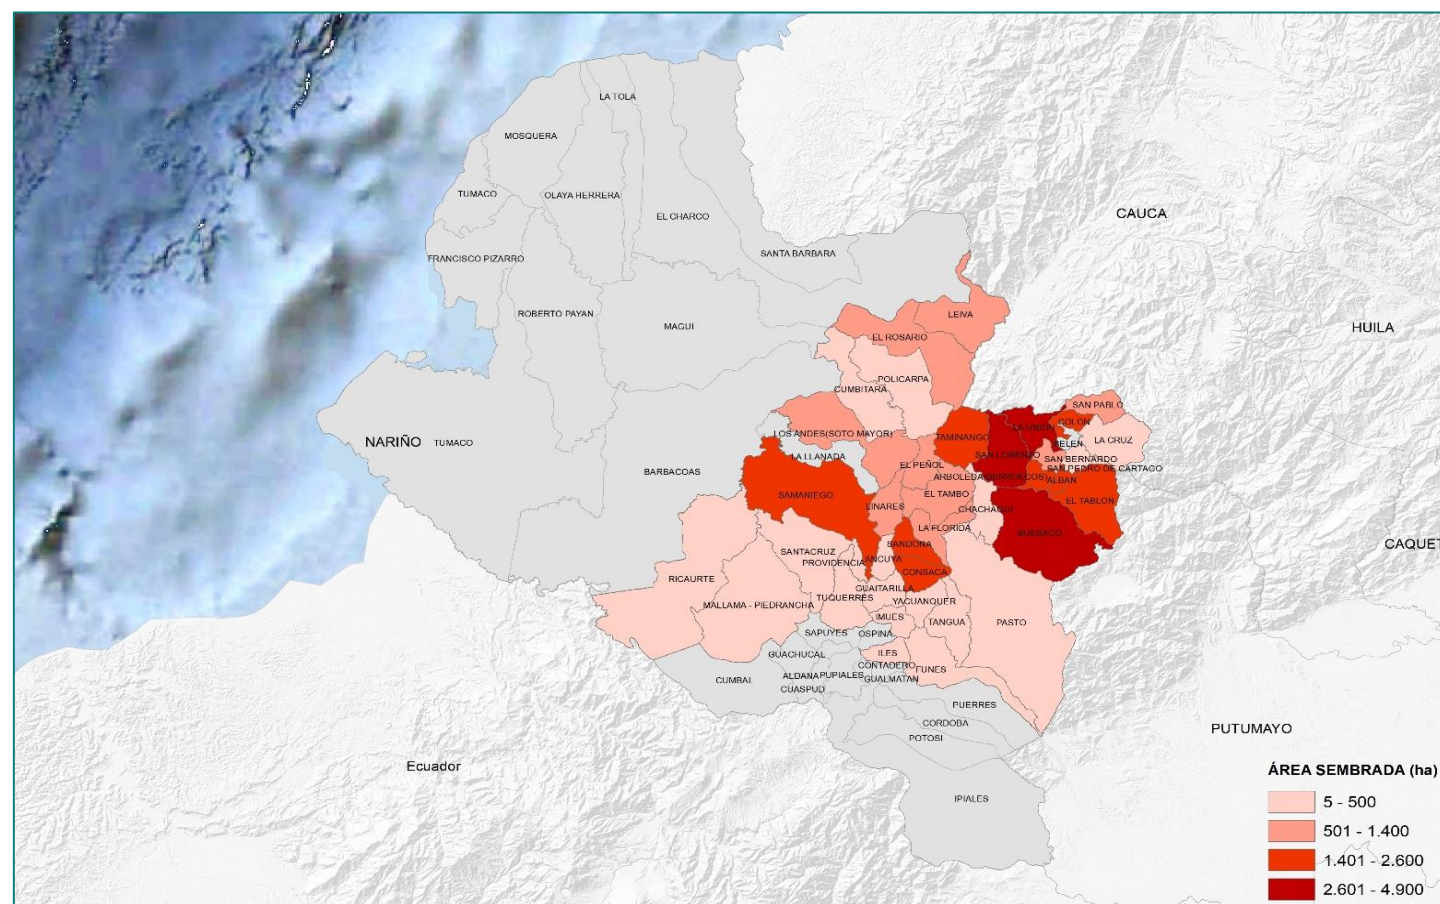 LA TOLA
MOSQUERA
TUMACO
OLAYA HERRERA
EL CHARCO
CAUCA
SANTA BARBARA
FRANCISCO PIZARRO
ROBERTO PAYAN
MAGUI
LEIVA
HUILA
EL ROSARIO
POLICARPA
CUMBITARA
SAN PABLO
COLON
LA UNION
LOS ANDES(SOTO MAYOR)
TAMINANGO
BELEN
LA CRUZ
NARIÑO
TUMACO
LA LLANADA
SAN LORENZO
SAN BERNARDO
BARBACOAS
EL PEÑOL
SAN PEDRO DE CARTAGO
ARBOLEDA(BERRUECOS)
ALBAN
SAMANIEGO
EL TAMBO
EL TABLON
LINARES
CHACHAGUI
LA FLORIDA
BUESACO
SANDONA
CAQUET
SANTACRUZ
PROVIDENCIA
ANCUYA
CONSACA
RICAURTE
GUAITARILLA
MALLAMA - PIEDRANCHA
TUQUERRES
YACUANQUER
IMUES
TANGUA
PASTO
SAPUYES
OSPINA
GUACHUCAL
ILES
CONTADERO
FUNES
CUMBAL
ALDANA
PUPIALES
GUALMATAN
CUASPUD
PUERRES
CORDOBA
PUTUMAYO
POTOSI
Ecuador
IPIALES
ÁREA SEMBRADA (ha)
5 - 500
501 - 1.400
1.401 - 2.600
2.601 - 4.900